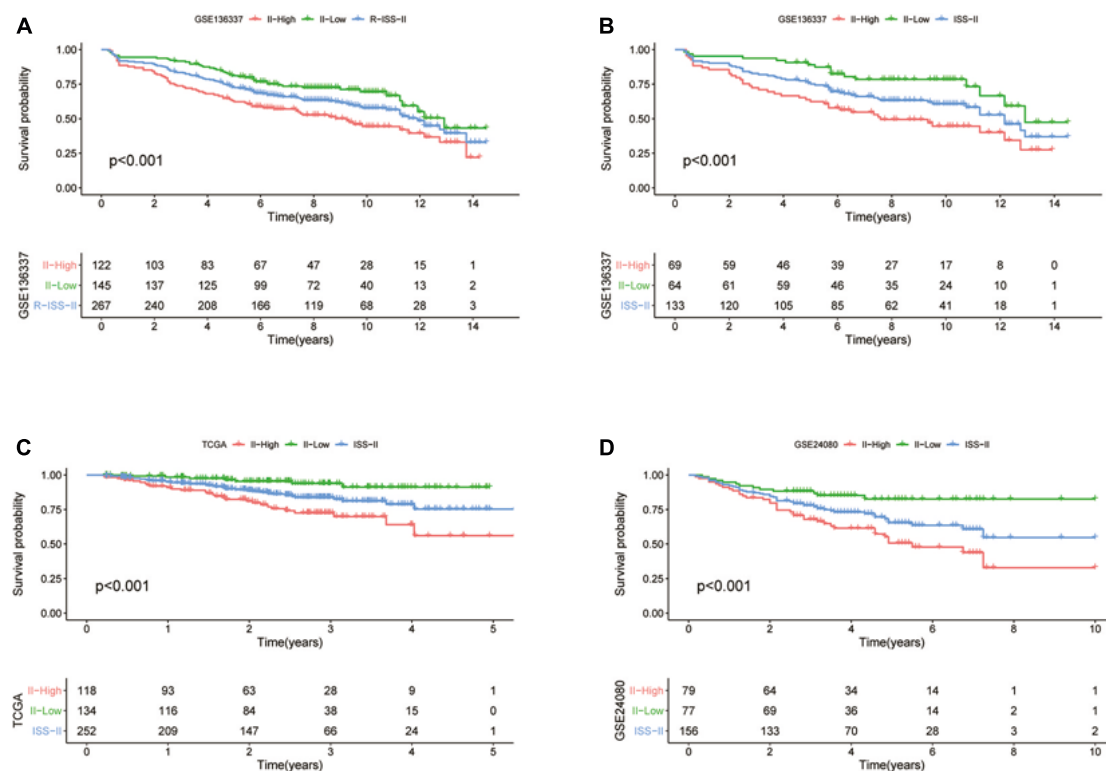 A
GSE136337 II-High II-Low R-ISS-II
Survival probability
1.00
0.75
0.50
0.25
0.00
p<0.001
0 2 4 6 8 10 12 14
Time(years)
GSE136337
II-High 122 103 83 67 47 28 15 1
II-Low 145 137 125 99 72 40 13 2
R-ISS-II 267 240 208 166 119 68 28 3
0 2 4 6 8 10 12 14
Time(years)
B
GSE136337 II-High II-Low ISS-II
Survival probability
1.00
0.75
0.50
0.25
0.00
p<0.001
0 2 4 6 8 10 12 14
Time(years)
GSE136337
II-High 69 59 46 39 27 17 8 0
II-Low 64 61 59 46 35 24 10 1
ISS-II 133 120 105 85 62 41 18 1
0 2 4 6 8 10 12 14
Time(years)
C
TCGA II-High II-Low ISS-II
Survival probability
1.00
0.75
0.50
0.25
0.00
p<0.001
0 1 2 3 4 5
Time(years)
TCGA
II-High 118 93 63 28 9 1
II-Low 134 116 84 38 15 0
ISS-II 252 209 147 66 24 1
0 1 2 3 4 5
Time(years)
D
GSE24080 II-High II-Low ISS-II
Survival probability
1.00
0.75
0.50
0.25
0.00
p<0.001
0 2 4 6 8 10
Time(years)
GSE24080
II-High 79 64 34 14 1 1
II-Low 77 69 36 14 2 1
ISS-II 156 133 70 28 3 2
0 2 4 6 8 10
Time(years)